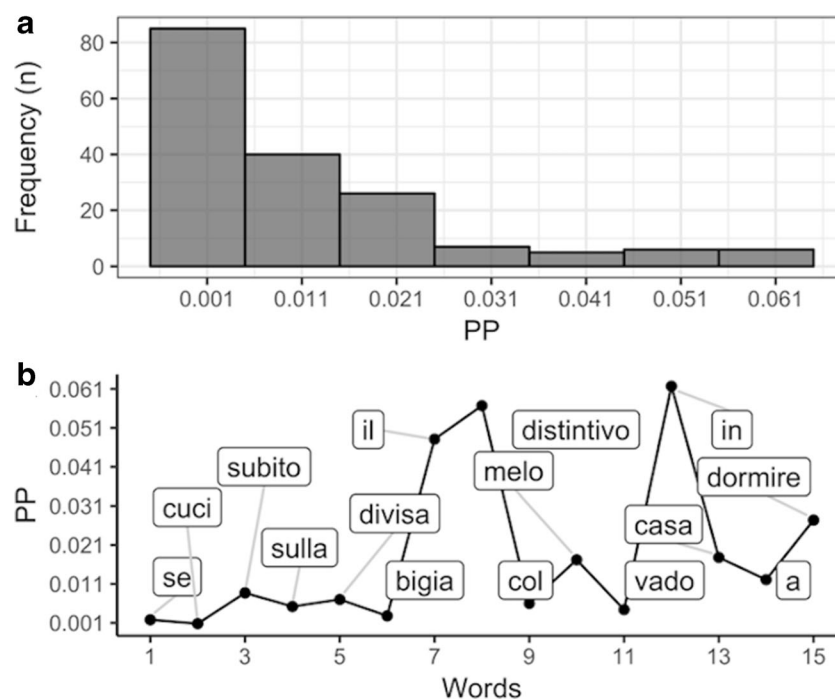 a
Frequency (n)
80
60
40
20
0
0.001 0.011 0.021 0.031 0.041 0.051 0.061
PP
b
PP
0.061
0.051
0.041
0.031
0.021
0.011
0.001
il distintivo in
subito melo dormire
cuci divisa casa
sulla
se bigia col vado a
1 3 5 7 9 11 13 15
Words